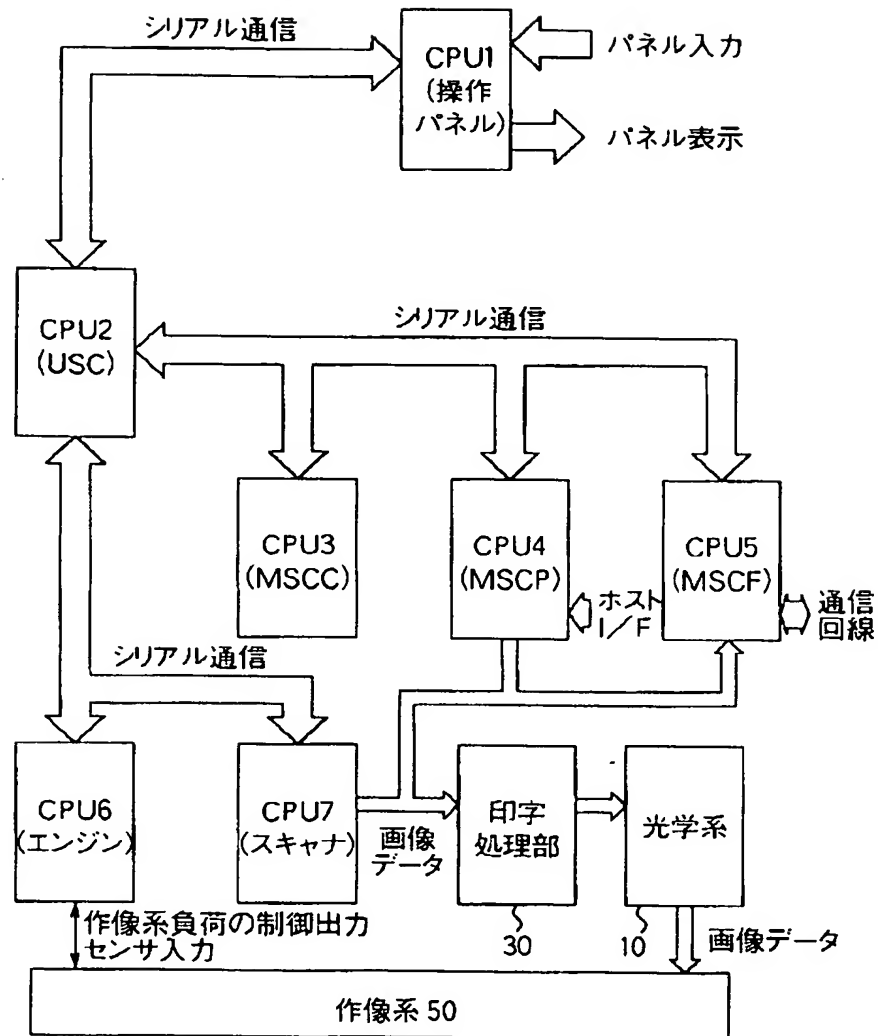 シリアル通信
CPU1
(操作
パネル)
パネル入力
パネル表示
CPU2
(USC)
シリアル通信
CPU3
(MSCC)
CPU4
(MSCP)
CPU5
(MSCF)
ホスト
I/F
通信
回線
シリアル通信
CPU6
(エンジン)
CPU7
(スキャナ)
画像
データ
印字
処理部
光学系
30
10
画像データ
作像系負荷の制御出力
センサ入力
作像系 50